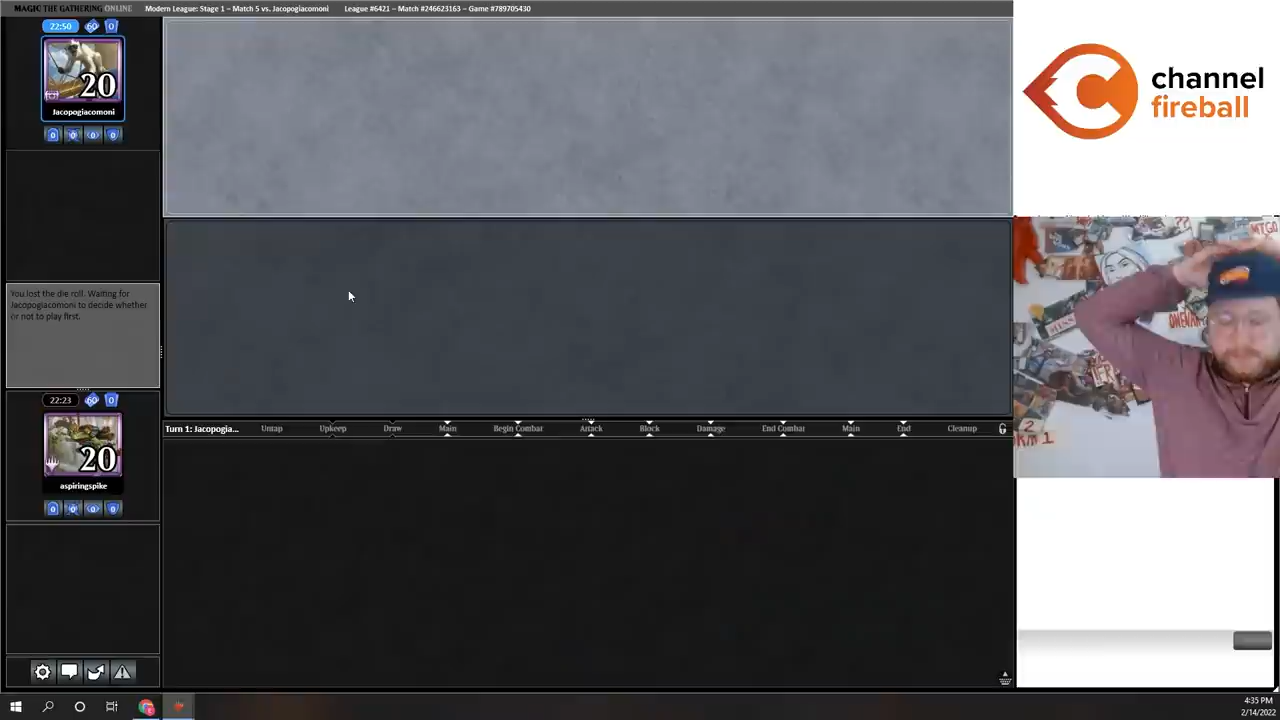 MAGIC THE GATHERING ONLINE
Modern League: Stage 1 – Match 5 vs. Jacopogiacomoni
League #6421 – Match #246623163 – Game #789705430
22:50
60
0
20
Jacopogiacomoni
0
0
0
0
You lost the die roll. Waiting for
Jacopogiacomoni to decide whether
or not to play first.
22:23
60
0
20
aspiringspike
0
0
0
0
Turn 1: Jacopogia...
Untap
Upkeep
Draw
Main
Begin Combat
Attack
Block
Damage
End Combat
Main
End
Cleanup
channel
fireball
MTGO
4:35 PM
2/14/2022